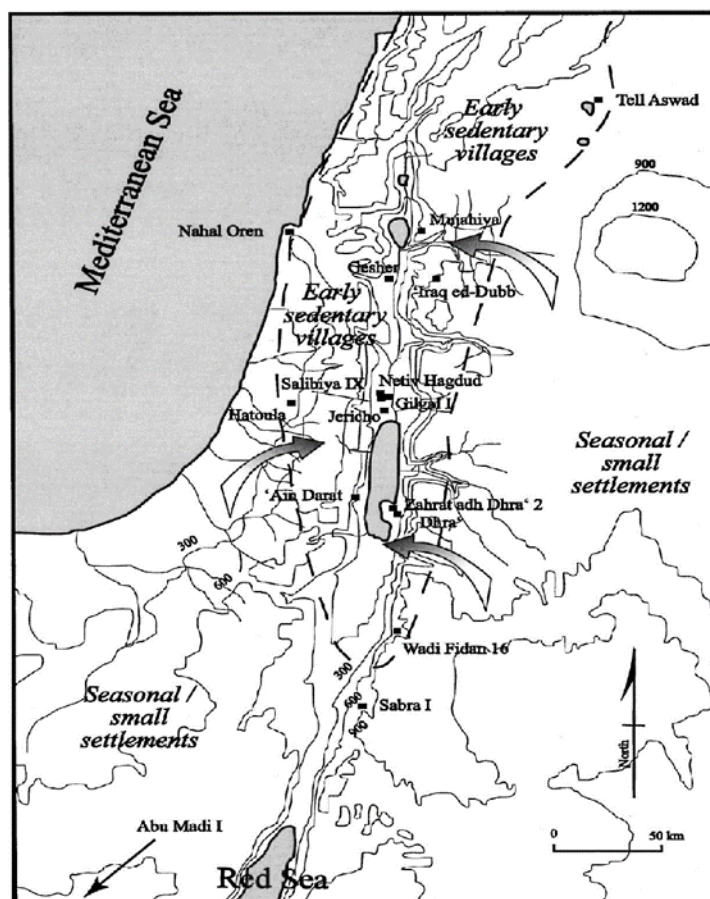 Mediterranean Sea
Early
sedentary
villages
Tell Aswad
900
1200
Nahal Oren
Mujahiya
Gesher
Iraq ed-Dubb
Early
sedentary
villages
Salibiya IX
Netiv Hagdud
Hatoula
Gilgal I
Jericho
Seasonal /
small
settlements
'Ain Darat
Zahrat adh Dhra' 2
Dhra'
300
600
Wadi Fidan 16
300
600
900
Sabra I
Seasonal /
small
settlements
North
Abu Madi I
0
50 km
Red Sea